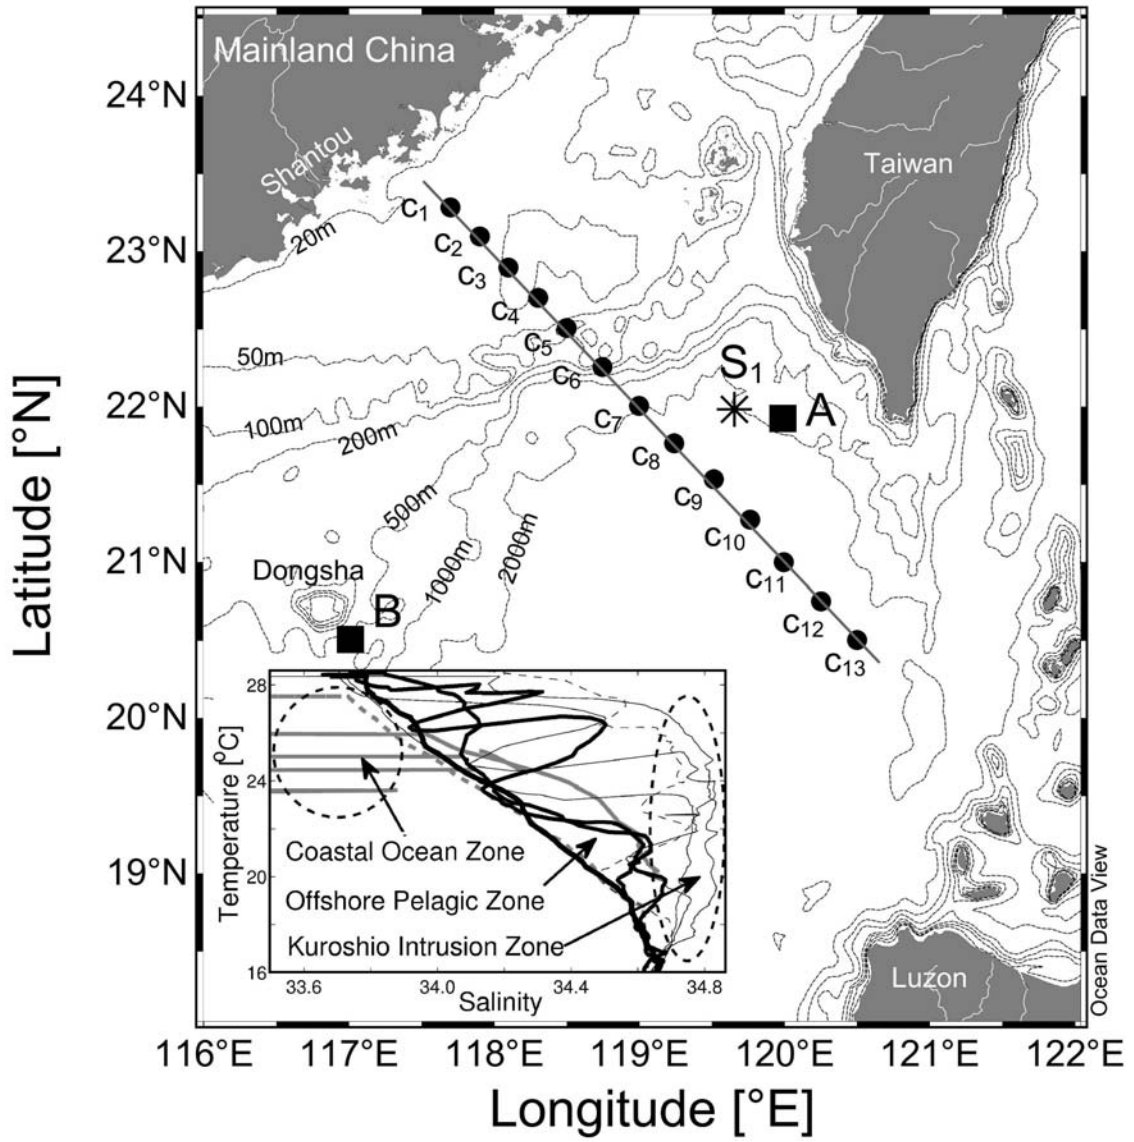 Mainland China
24°N
Taiwan
Shantou
C1
20m
23°N
C2
C3
C4
50m
C5
S1
C6
22°N
A
100m
C7
200m
C8
C9
500m
C10
2000m
21°N
Dongsha
1000m
C11
B
C12
C13
20°N
28
24
20
16
Temperature [°C]
Coastal Ocean Zone
Offshore Pelagic Zone
Kuroshio Intrusion Zone
33.6
34.0
34.4
34.8
Salinity
19°N
Luzon
Ocean Data View
Latitude [°N]
116°E
117°E
118°E
119°E
120°E
121°E
122°E
Longitude [°E]